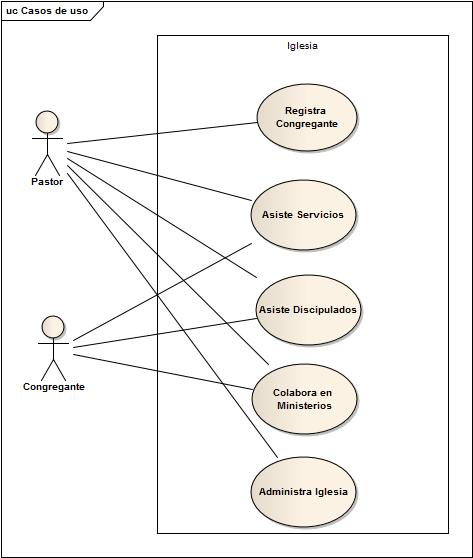 uc Casos de uso
Iglesia
Registra
Congregante
Pastor
Asiste Servicios
Asiste Discipulados
Congregante
Colabora en
Ministerios
Administra Iglesia